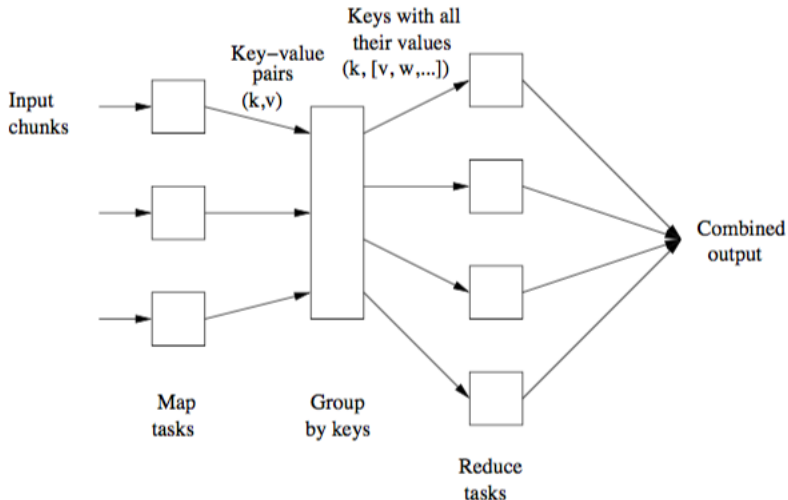 Input
chunks
Key–value
pairs
(k,v)
Keys with all
their values
(k, [v, w,...])
Combined
output
Map
tasks
Group
by keys
Reduce
tasks